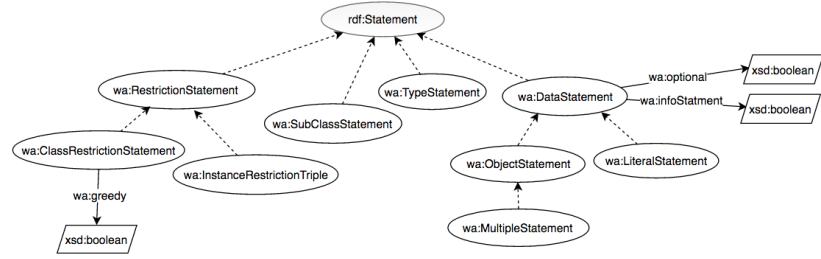 rdf:Statement
wa:RestrictionStatement
wa:TypeStatement
wa:optional
xsd:boolean
wa:DataStatement
wa:infoStatment
xsd:boolean
wa:SubClassStatement
wa:ClassRestrictionStatement
wa:InstanceRestrictionTriple
wa:ObjectStatement
wa:LiteralStatement
wa:greedy
xsd:boolean
wa:MultipleStatement